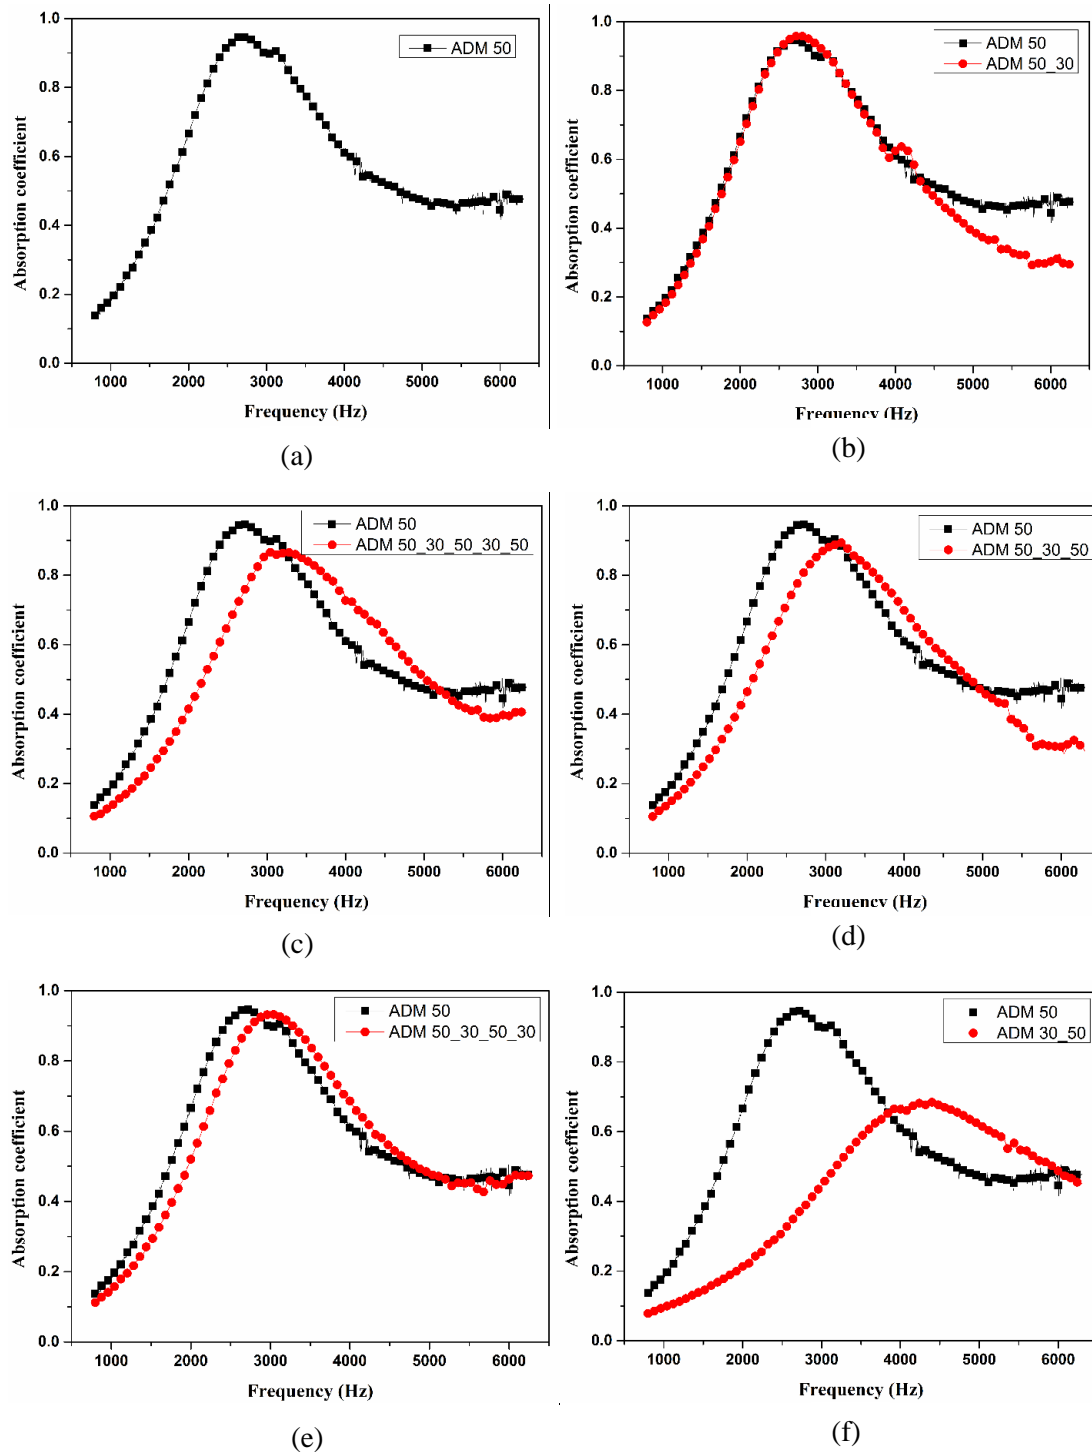 1.0
0.8
0.6
0.4
0.2
0.0
Absorption coefficient
ADM 50
1000 2000 3000 4000 5000 6000
Frequency (Hz)
(a)
1.0
0.8
0.6
0.4
0.2
0.0
Absorption coefficient
ADM 50
ADM 50_30
1000 2000 3000 4000 5000 6000
Frequency (Hz)
(b)
1.0
0.8
0.6
0.4
0.2
0.0
Absorption coefficient
ADM 50
ADM 50_30_50_30_50
1000 2000 3000 4000 5000 6000
Frequency (Hz)
(c)
1.0
0.8
0.6
0.4
0.2
0.0
Absorption coefficient
ADM 50
ADM 50_30_50
1000 2000 3000 4000 5000 6000
Frequency (Hz)
(d)
1.0
0.8
0.6
0.4
0.2
0.0
Absorption coefficient
ADM 50
ADM 50_30_50_30
1000 2000 3000 4000 5000 6000
Frequency (Hz)
(e)
1.0
0.8
0.6
0.4
0.2
0.0
Absorption coefficient
ADM 50
ADM 30_50
1000 2000 3000 4000 5000 6000
Frequency (Hz)
(f)